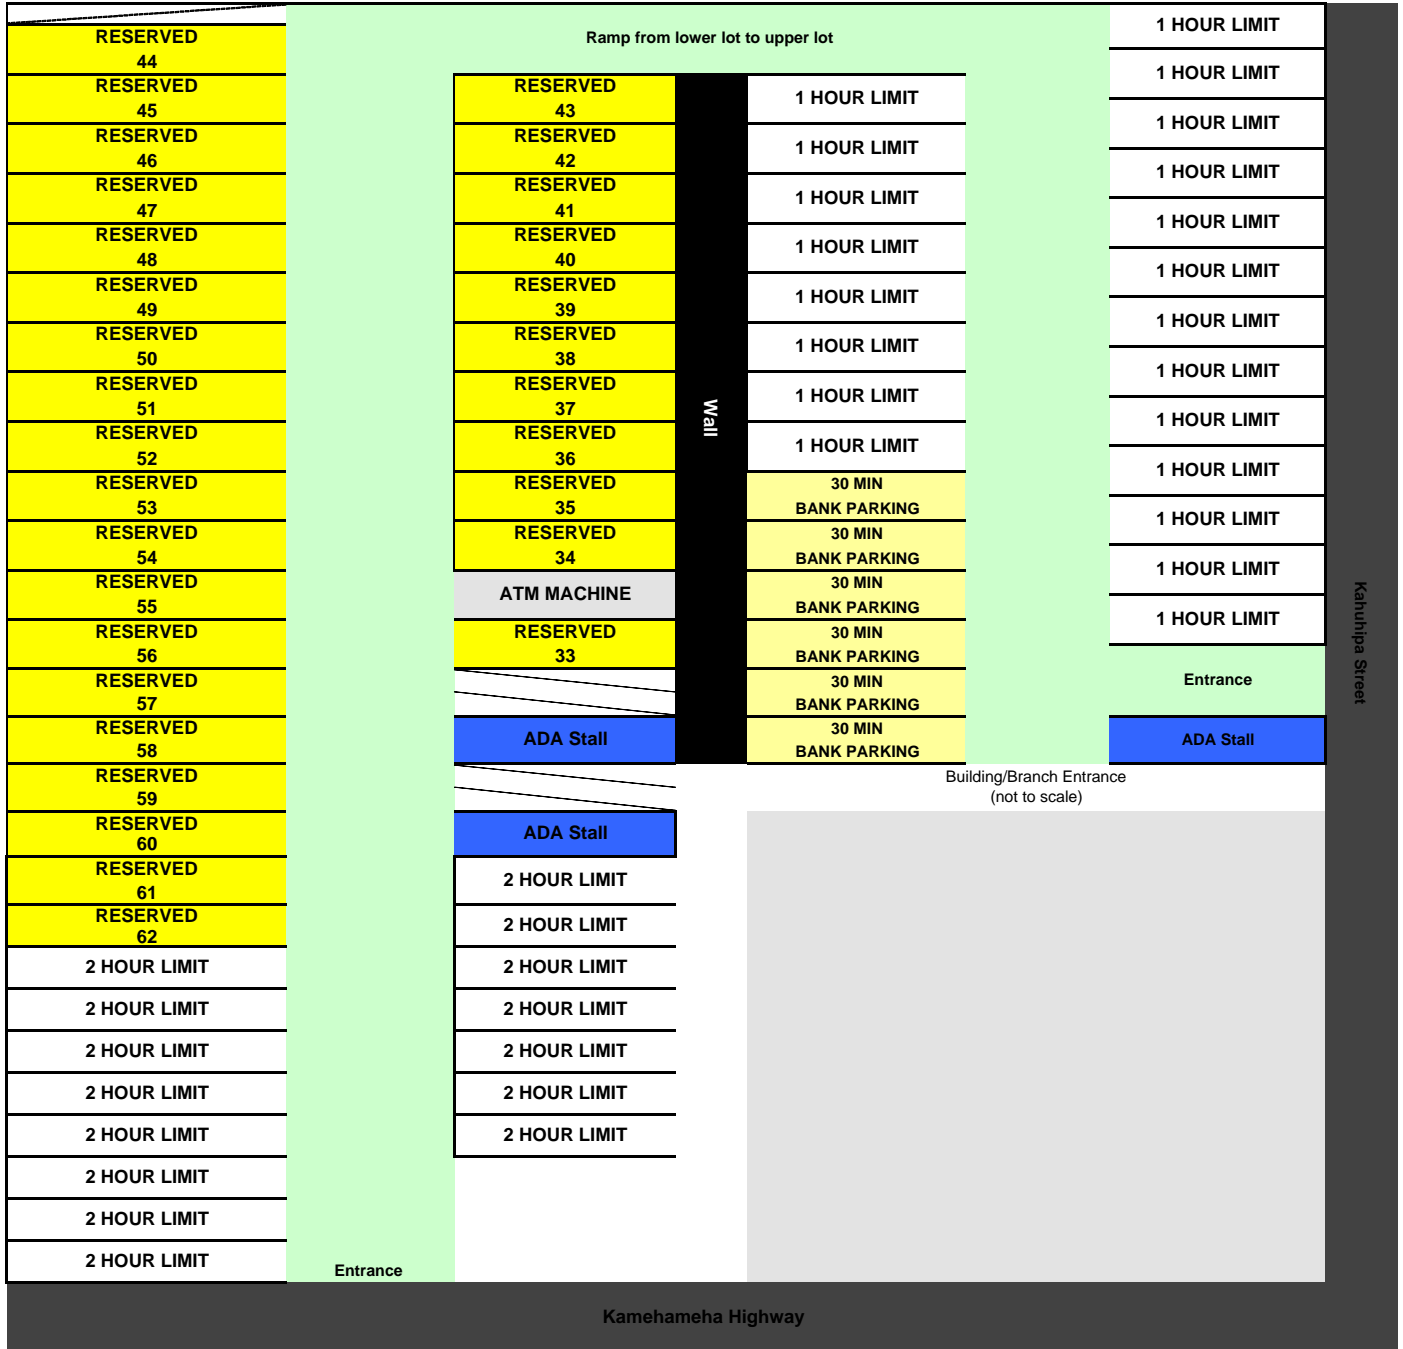 Ramp from lower lot to upper lot
RESERVED
44
RESERVED
45
RESERVED
46
RESERVED
47
RESERVED
48
RESERVED
49
RESERVED
50
RESERVED
51
RESERVED
52
RESERVED
53
RESERVED
54
RESERVED
55
RESERVED
56
RESERVED
57
RESERVED
58
RESERVED
59
RESERVED
60
RESERVED
61
RESERVED
62
2 HOUR LIMIT
2 HOUR LIMIT
2 HOUR LIMIT
2 HOUR LIMIT
2 HOUR LIMIT
2 HOUR LIMIT
2 HOUR LIMIT
2 HOUR LIMIT
Entrance
RESERVED
43
RESERVED
42
RESERVED
41
RESERVED
40
RESERVED
39
RESERVED
38
RESERVED
37
RESERVED
36
RESERVED
35
RESERVED
34
ATM MACHINE
RESERVED
33
ADA Stall
ADA Stall
2 HOUR LIMIT
2 HOUR LIMIT
2 HOUR LIMIT
2 HOUR LIMIT
2 HOUR LIMIT
2 HOUR LIMIT
2 HOUR LIMIT
Wall
1 HOUR LIMIT
1 HOUR LIMIT
1 HOUR LIMIT
1 HOUR LIMIT
1 HOUR LIMIT
1 HOUR LIMIT
1 HOUR LIMIT
1 HOUR LIMIT
30 MIN
BANK PARKING
30 MIN
BANK PARKING
30 MIN
BANK PARKING
30 MIN
BANK PARKING
30 MIN
BANK PARKING
30 MIN
BANK PARKING
1 HOUR LIMIT
1 HOUR LIMIT
1 HOUR LIMIT
1 HOUR LIMIT
1 HOUR LIMIT
1 HOUR LIMIT
1 HOUR LIMIT
1 HOUR LIMIT
1 HOUR LIMIT
1 HOUR LIMIT
1 HOUR LIMIT
1 HOUR LIMIT
1 HOUR LIMIT
Entrance
ADA Stall
Building/Branch Entrance
(not to scale)
Kahuhipa Street
Kamehameha Highway